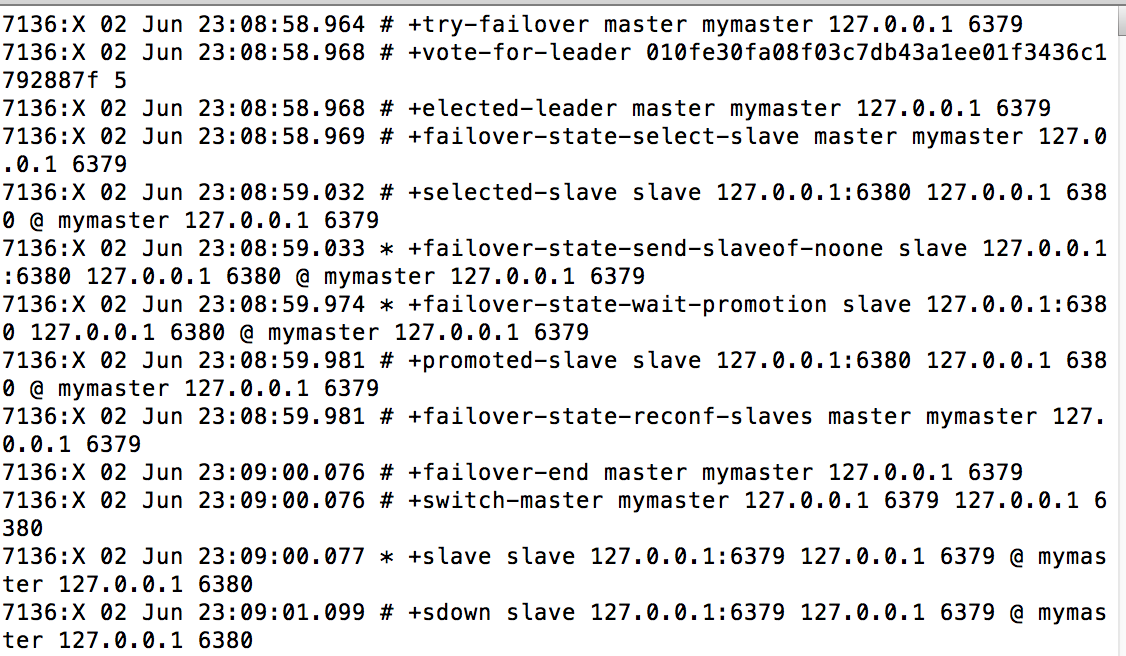 7136:X 02 Jun 23:08:58.964 # +try-failover master mymaster 127.0.0.1 6379
7136:X 02 Jun 23:08:58.968 # +vote-for-leader 010fe30fa08f03c7db43a1ee01f3436c1
792887f 5
7136:X 02 Jun 23:08:58.968 # +elected-leader master mymaster 127.0.0.1 6379
7136:X 02 Jun 23:08:58.969 # +failover-state-select-slave master mymaster 127.0
.0.1 6379
7136:X 02 Jun 23:08:59.032 # +selected-slave slave 127.0.0.1:6380 127.0.0.1 638
0 @ mymaster 127.0.0.1 6379
7136:X 02 Jun 23:08:59.033 * +failover-state-send-slaveof-noone slave 127.0.0.1
:6380 127.0.0.1 6380 @ mymaster 127.0.0.1 6379
7136:X 02 Jun 23:08:59.974 * +failover-state-wait-promotion slave 127.0.0.1:638
0 127.0.0.1 6380 @ mymaster 127.0.0.1 6379
7136:X 02 Jun 23:08:59.981 # +promoted-slave slave 127.0.0.1:6380 127.0.0.1 638
0 @ mymaster 127.0.0.1 6379
7136:X 02 Jun 23:08:59.981 # +failover-state-reconf-slaves master mymaster 127.
0.0.1 6379
7136:X 02 Jun 23:09:00.076 # +failover-end master mymaster 127.0.0.1 6379
7136:X 02 Jun 23:09:00.076 # +switch-master mymaster 127.0.0.1 6379 127.0.0.1 6
380
7136:X 02 Jun 23:09:00.077 * +slave slave 127.0.0.1:6379 127.0.0.1 6379 @ mymas
ter 127.0.0.1 6380
7136:X 02 Jun 23:09:01.099 # +sdown slave 127.0.0.1:6379 127.0.0.1 6379 @ mymas
ter 127.0.0.1 6380